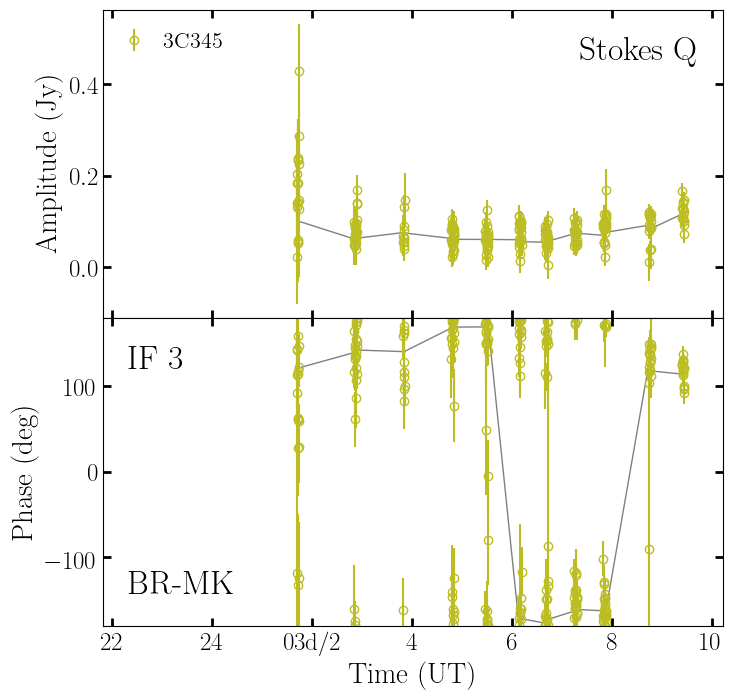 3C345
Stokes Q
Amplitude (Jy)
0.4
0.2
0.0
IF 3
BR-MK
Phase (deg)
100
0
−100
22 24 03d/2 4 6 8 10
Time (UT)